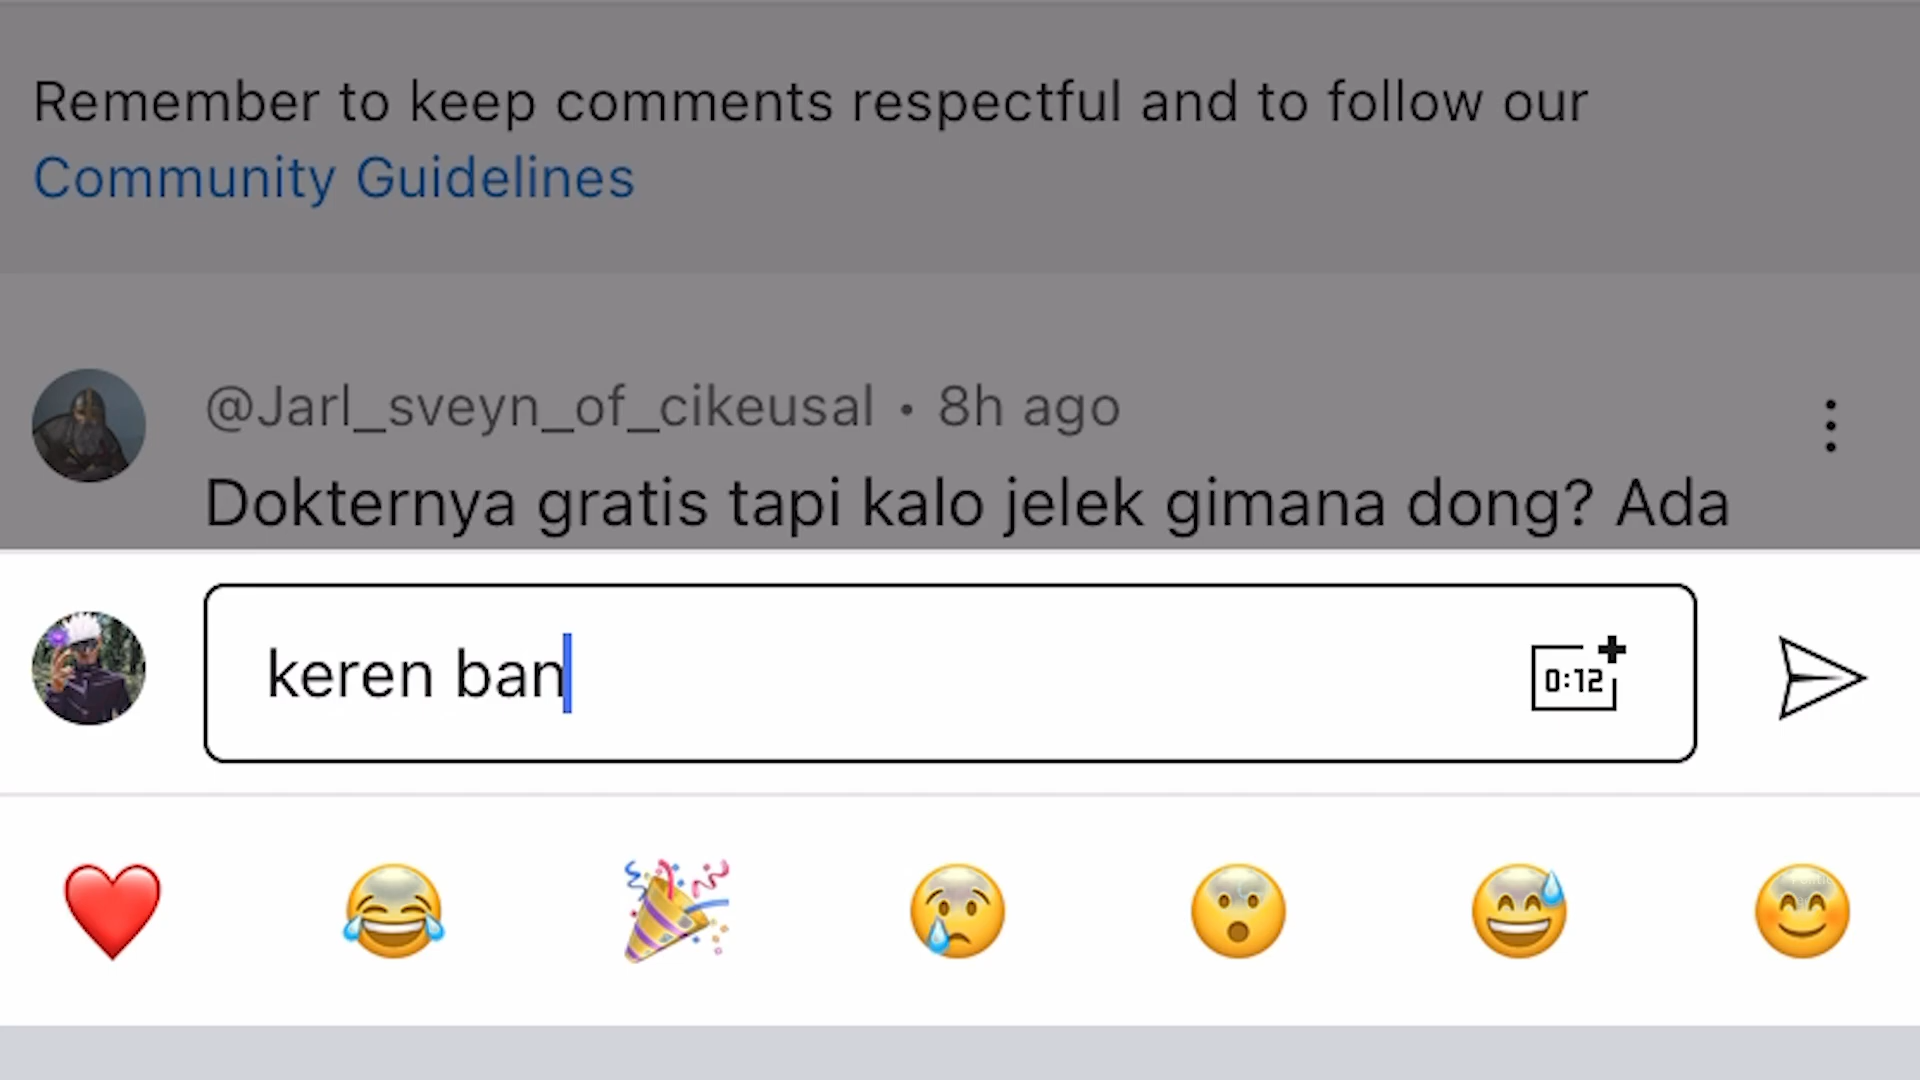 Remember to keep comments respectful and to follow our
Community Guidelines
@Jarl_sveyn_of_cikeusal • 8h ago
Dokternya gratis tapi kalo jelek gimana dong? Ada
keren ban
0:12